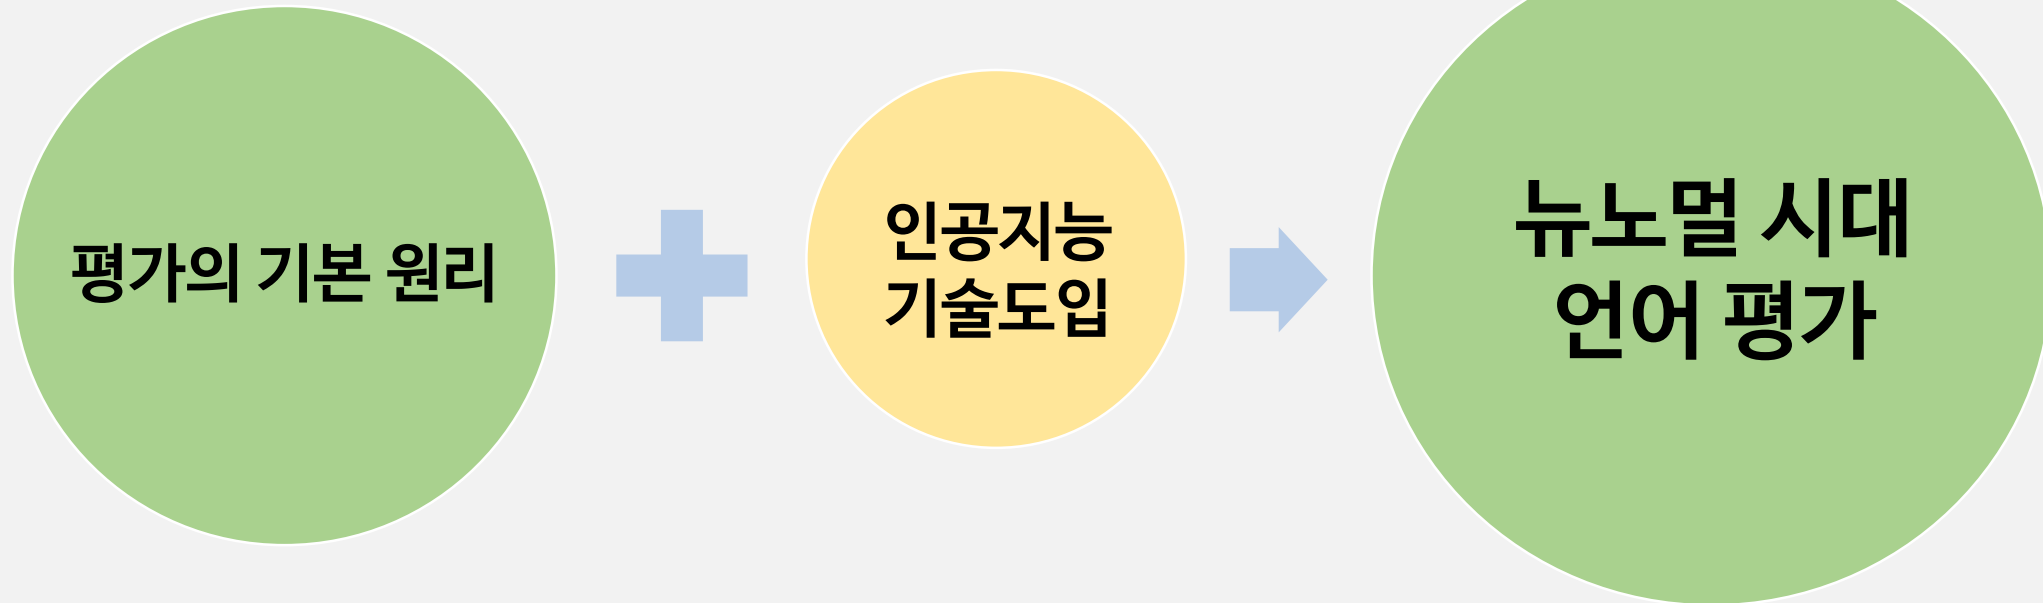 평가의 기본 원리
인공지능
기술도입
뉴노멀 시대
언어 평가